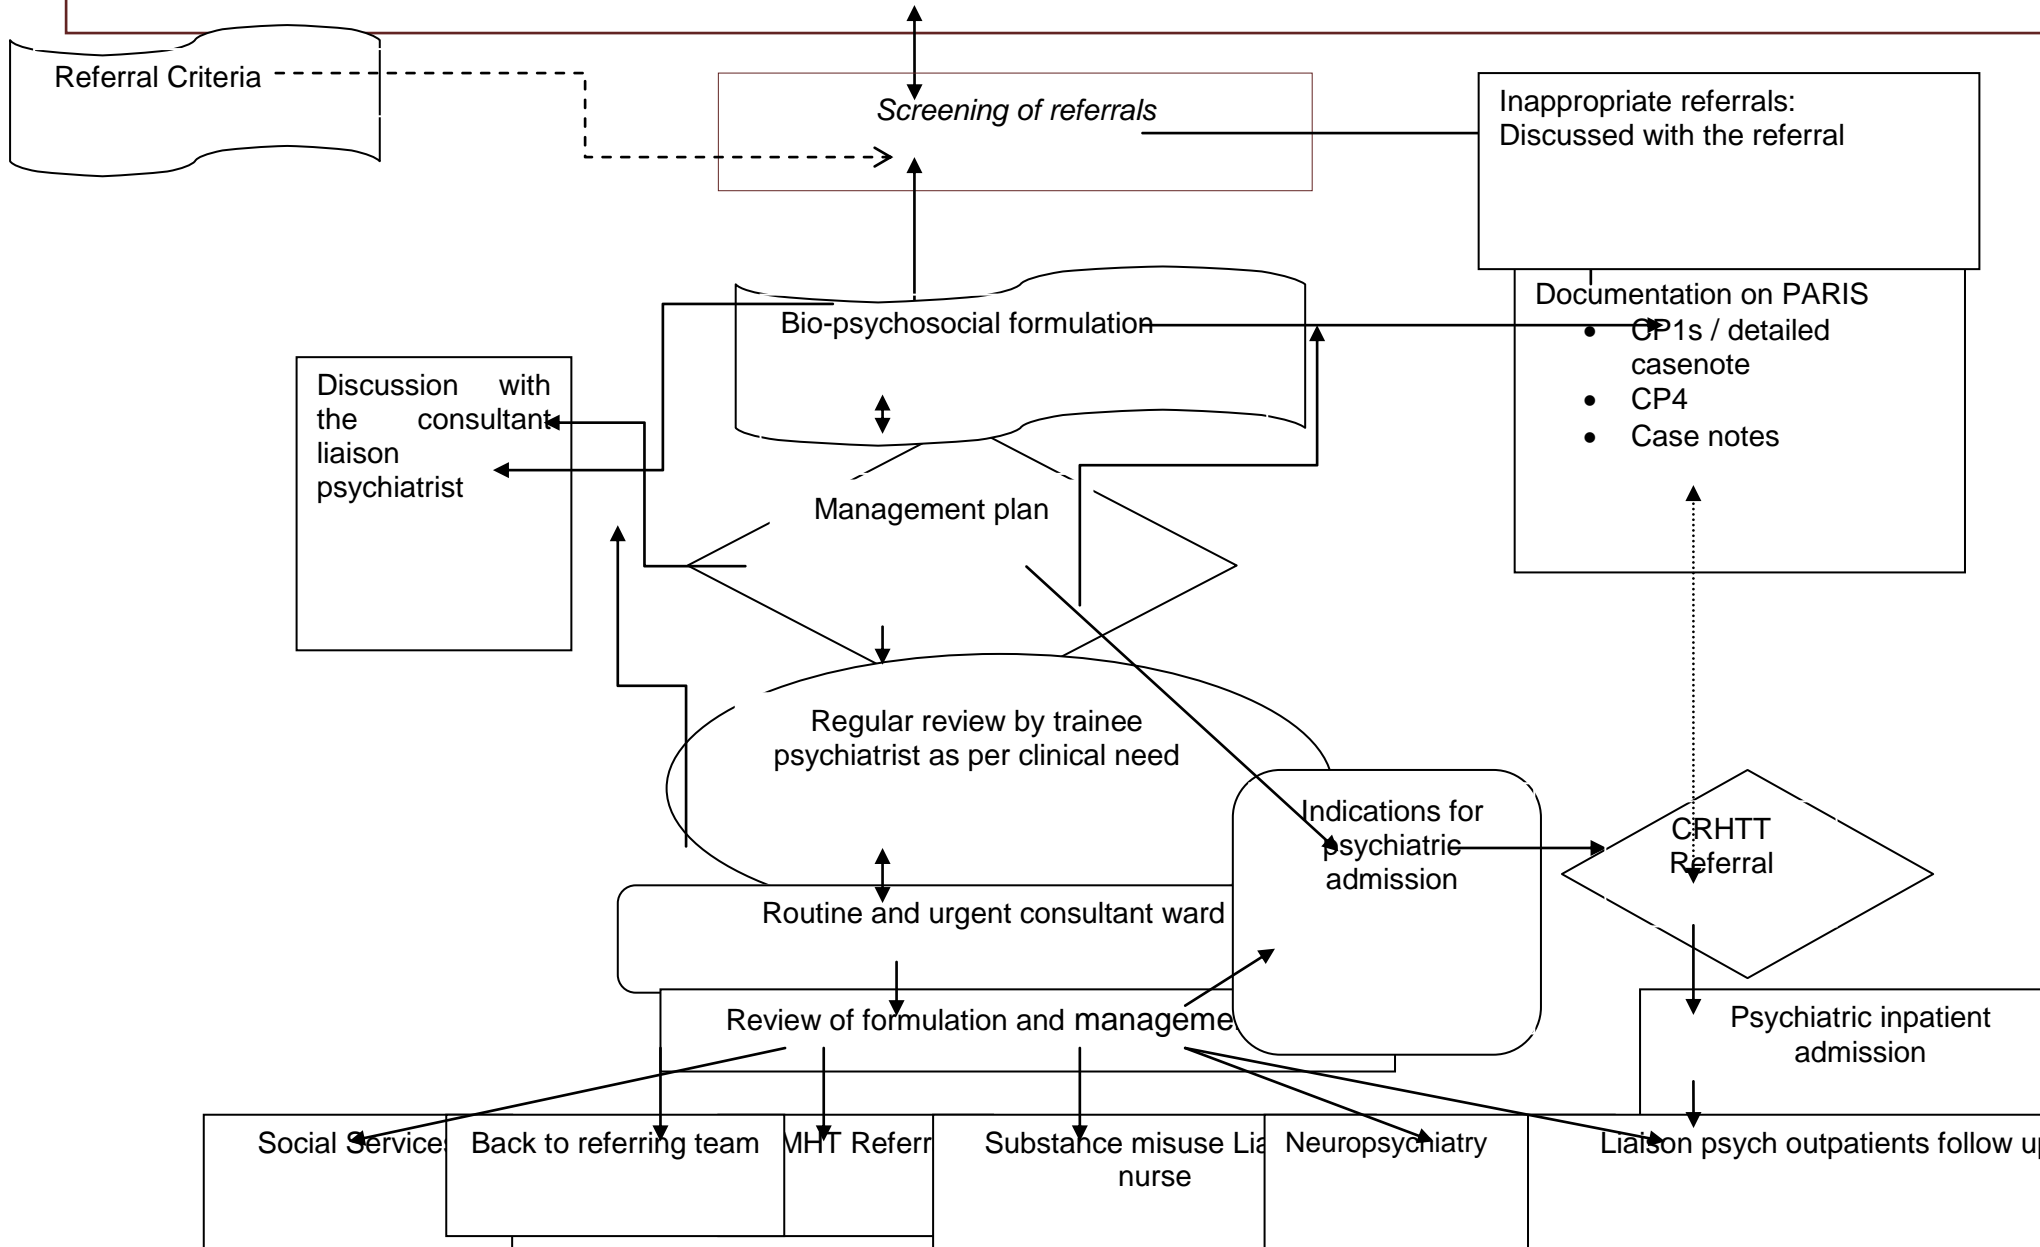 Referral Criteria
Screening of referrals
Inappropriate referrals:
Discussed with the referral
Bio-psychosocial formulation
Documentation on PARIS
• CP1s / detailed
casenote
• CP4
• Case notes
Discussion with
the consultant
liaison
psychiatrist
Management plan
Regular review by trainee
psychiatrist as per clinical need
Indications for
psychiatric
admission
CRHTT
Referral
Routine and urgent consultant ward
Review of formulation and manageme
Psychiatric inpatient
admission
Social Services
Back to referring team
MHT Referr
Substance misuse Lia
nurse
Neuropsychiatry
Liaison psych outpatients follow up